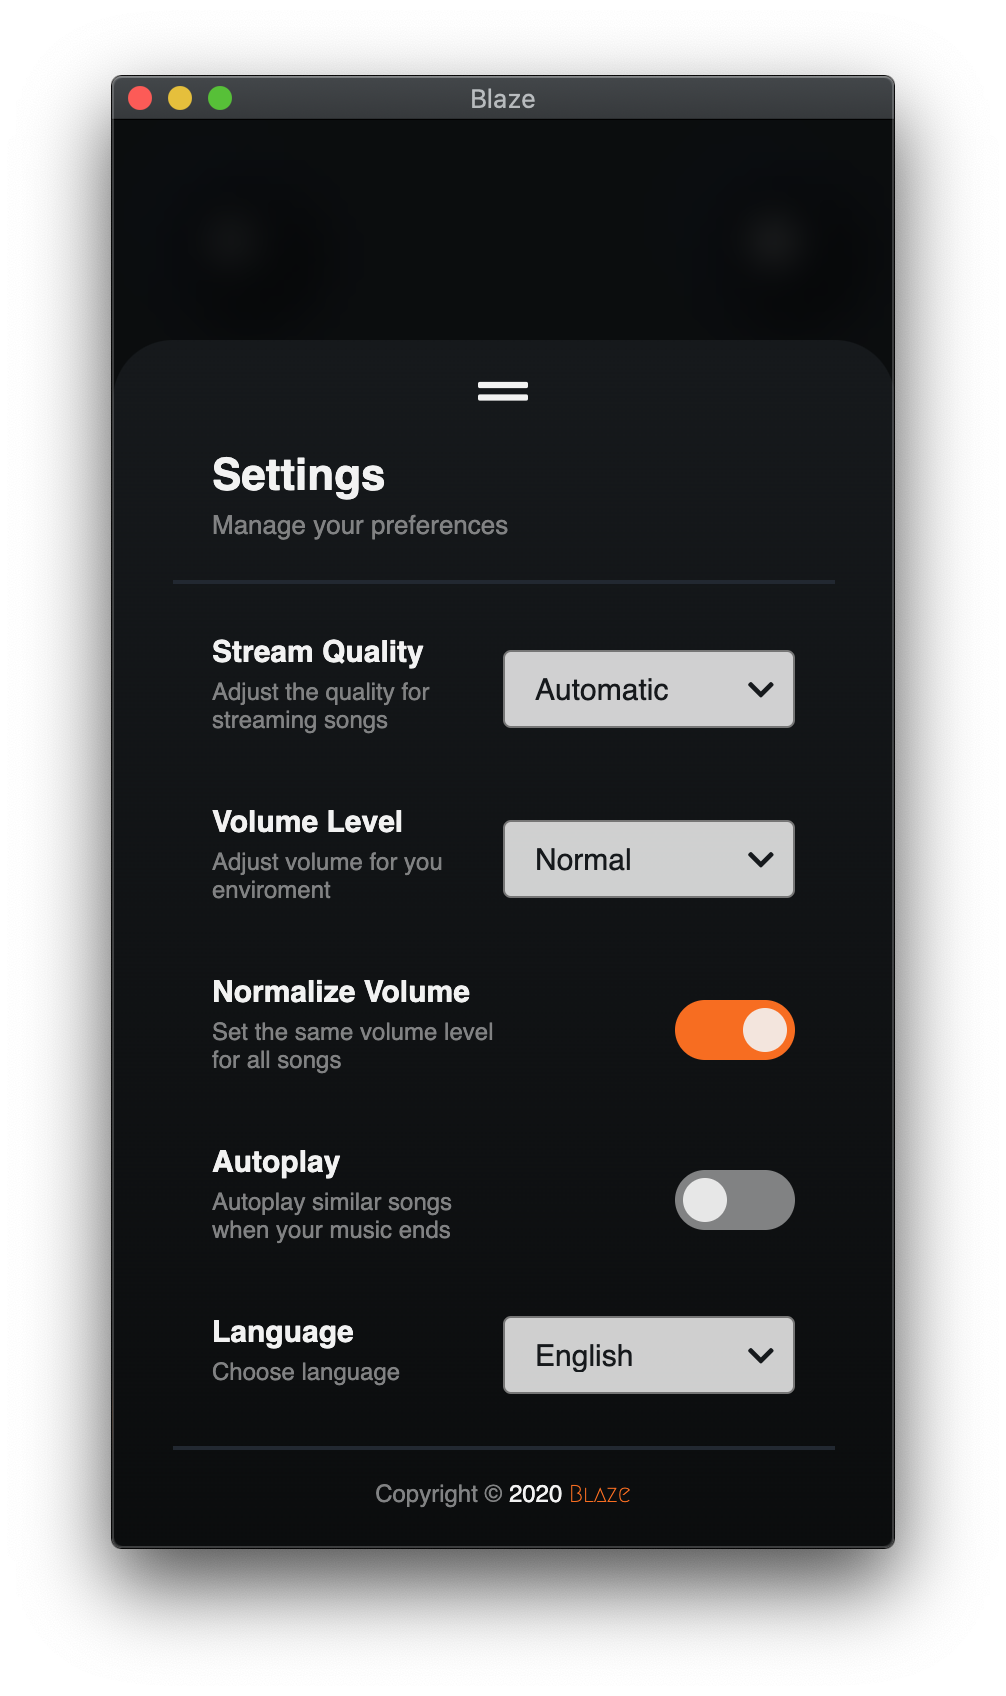 Blaze
Settings
Manage your preferences
Stream Quality
Adjust the quality for
streaming songs
Automatic
Volume Level
Adjust volume for you
enviroment
Normal
Normalize Volume
Set the same volume level
for all songs
Autoplay
Autoplay similar songs
when your music ends
Language
Choose language
English
Copyright © 2020 Blaze